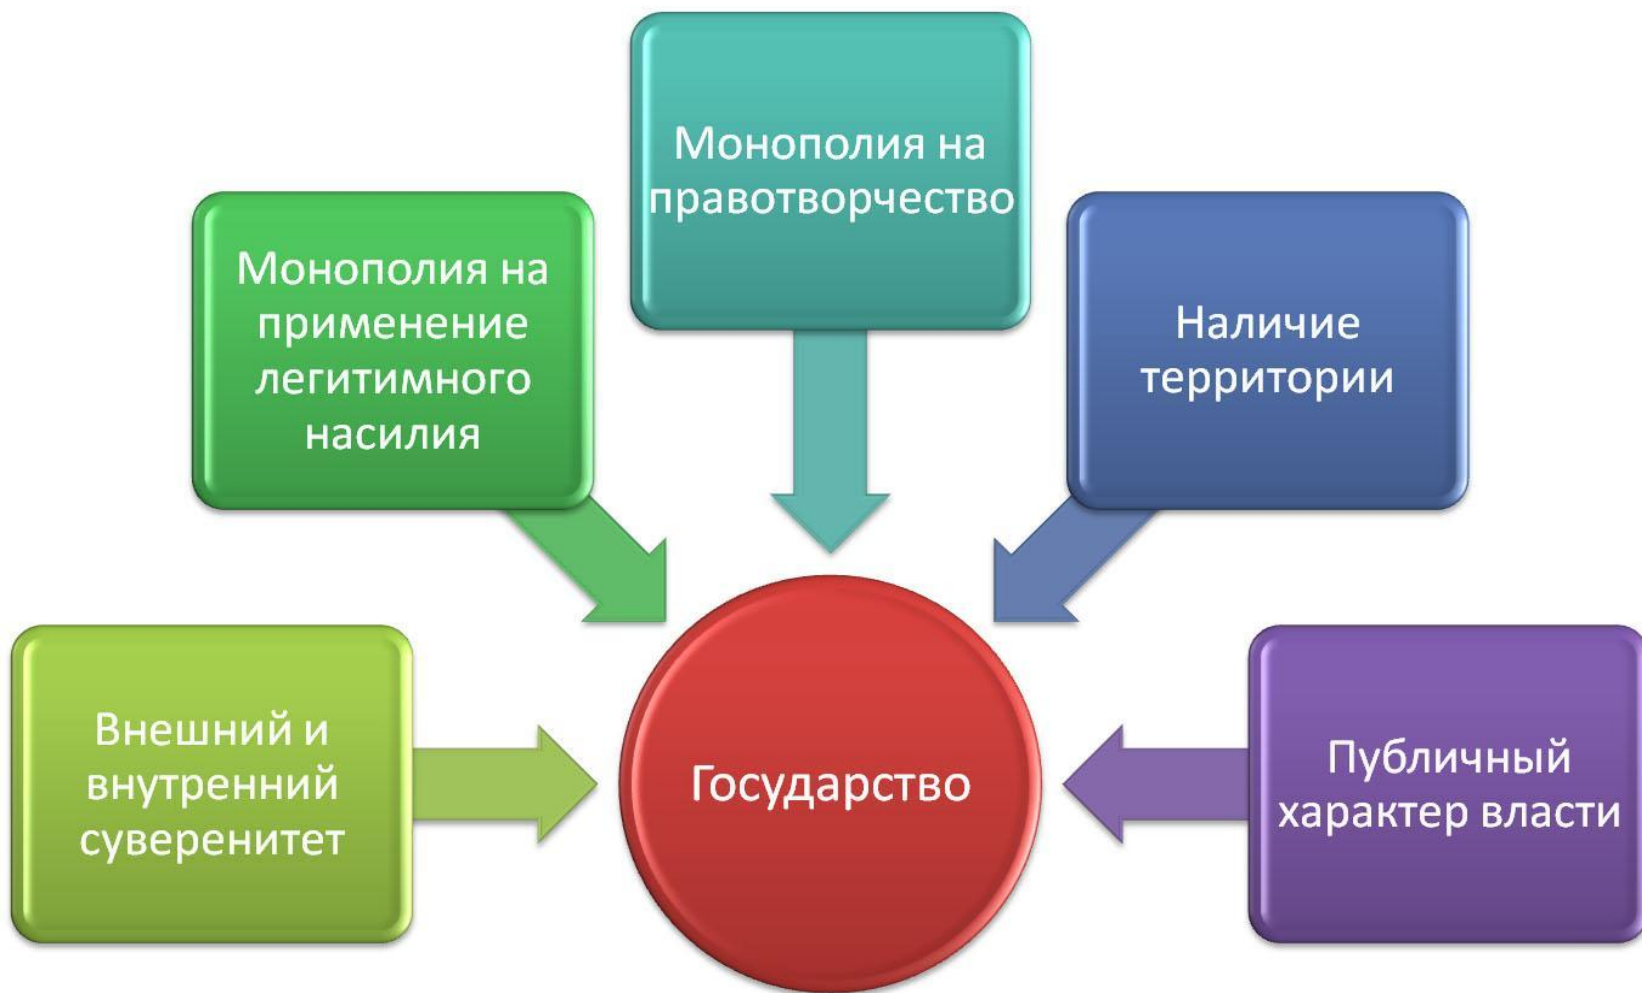 Монополия на
правотворчество
Монополия на
применение
легитимного
насилия
Наличие
территории
Внешний и
внутренний
суверенитет
Государство
Публичный
характер власти